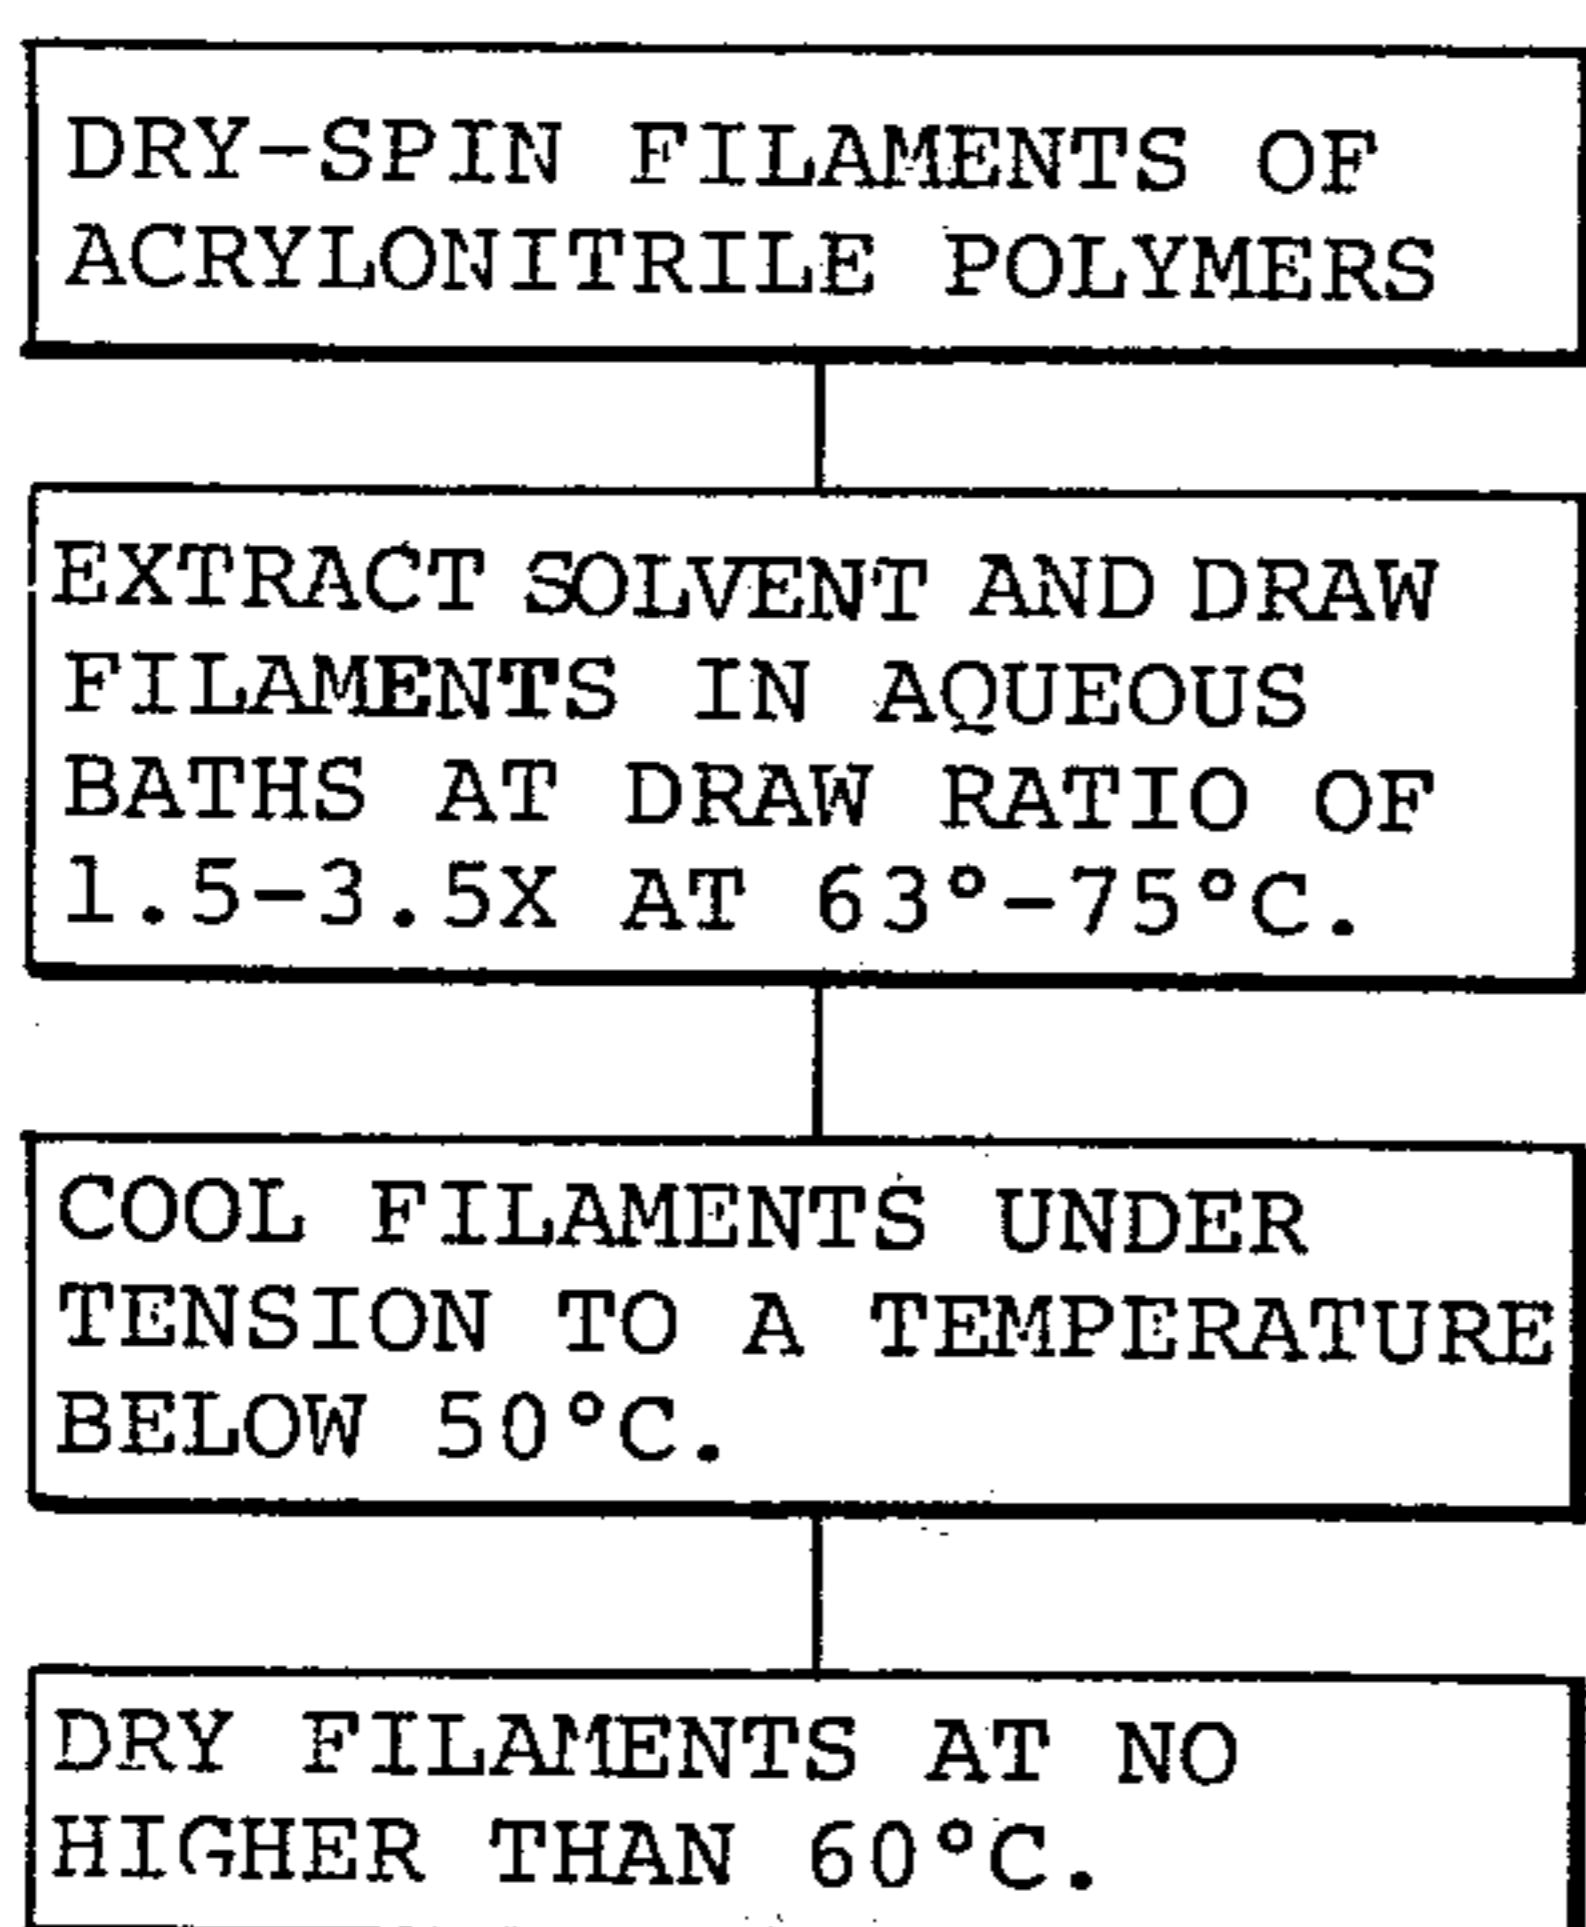 DRY-SPIN FILAMENTS OF
ACRYLONITRILE POLYMERS
EXTRACT SOLVENT AND DRAW
FILAMENTS IN AQUEOUS
BATHS AT DRAW RATIO OF
1.5-3.5X AT 63°-75°C.
COOL FILAMENTS UNDER
TENSION TO A TEMPERATURE
BELOW 50°C.
DRY FILAMENTS AT NO
HIGHER THAN 60°C.